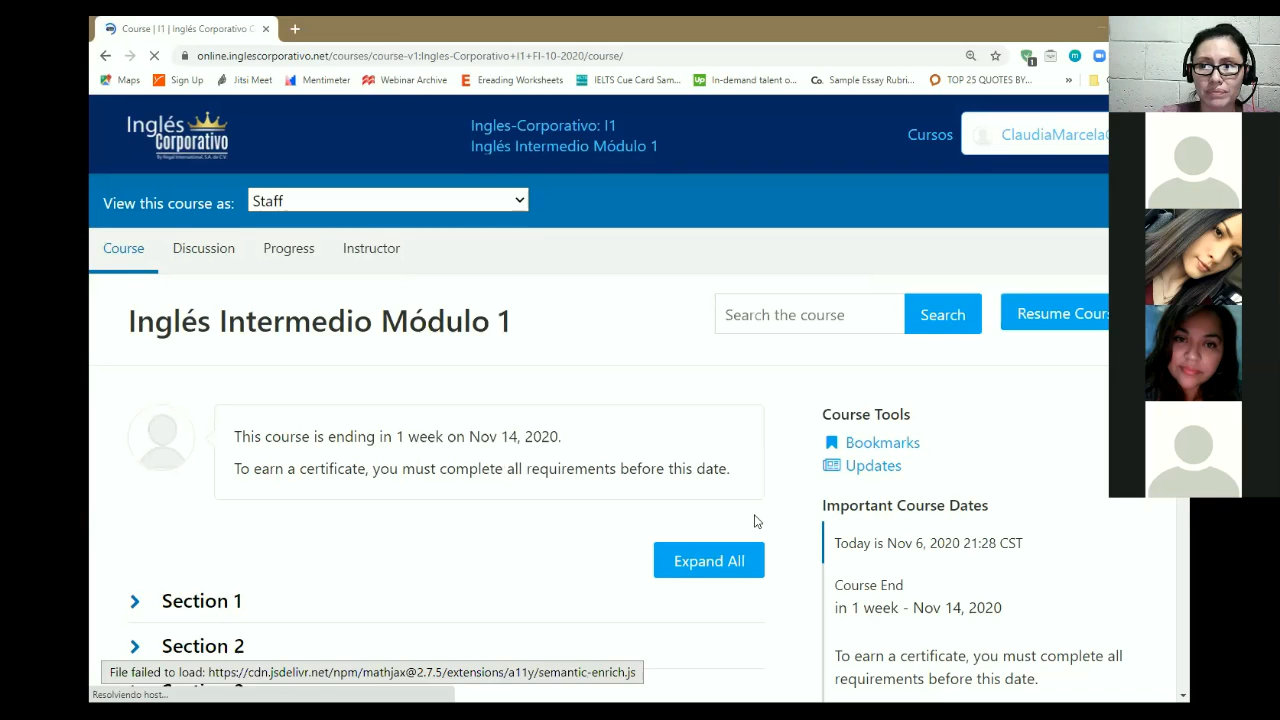 Course | I1 | Inglés Corporativo C
online.inglescorporativo.net/courses/course-v1:Ingles-Corporativo+I1+FI-10-2020/course/
Maps
Sign Up
Jitsi Meet
Mentimeter
Webinar Archive
Ereading Worksheets
IELTS Cue Card Sam...
In-demand talent o...
Sample Essay Rubri...
TOP 25 QUOTES BY...
Inglés
Corporativo
Ingles-Corporativo: I1
Inglés Intermedio Módulo 1
Cursos
ClaudiaMarcela
View this course as:
Staff
Course
Discussion
Progress
Instructor
Inglés Intermedio Módulo 1
Search the course
Search
Resume Cour
This course is ending in 1 week on Nov 14, 2020.
To earn a certificate, you must complete all requirements before this date.
Expand All
Section 1
Section 2
Course Tools
Bookmarks
Updates
Important Course Dates
Today is Nov 6, 2020 21:28 CST
Course End
in 1 week - Nov 14, 2020
To earn a certificate, you must complete all
requirements before this date.
File failed to load: https://cdn.jsdelivr.net/npm/mathjax@2.7.5/extensions/a11y/semantic-enrich.js
Resolviendo host...